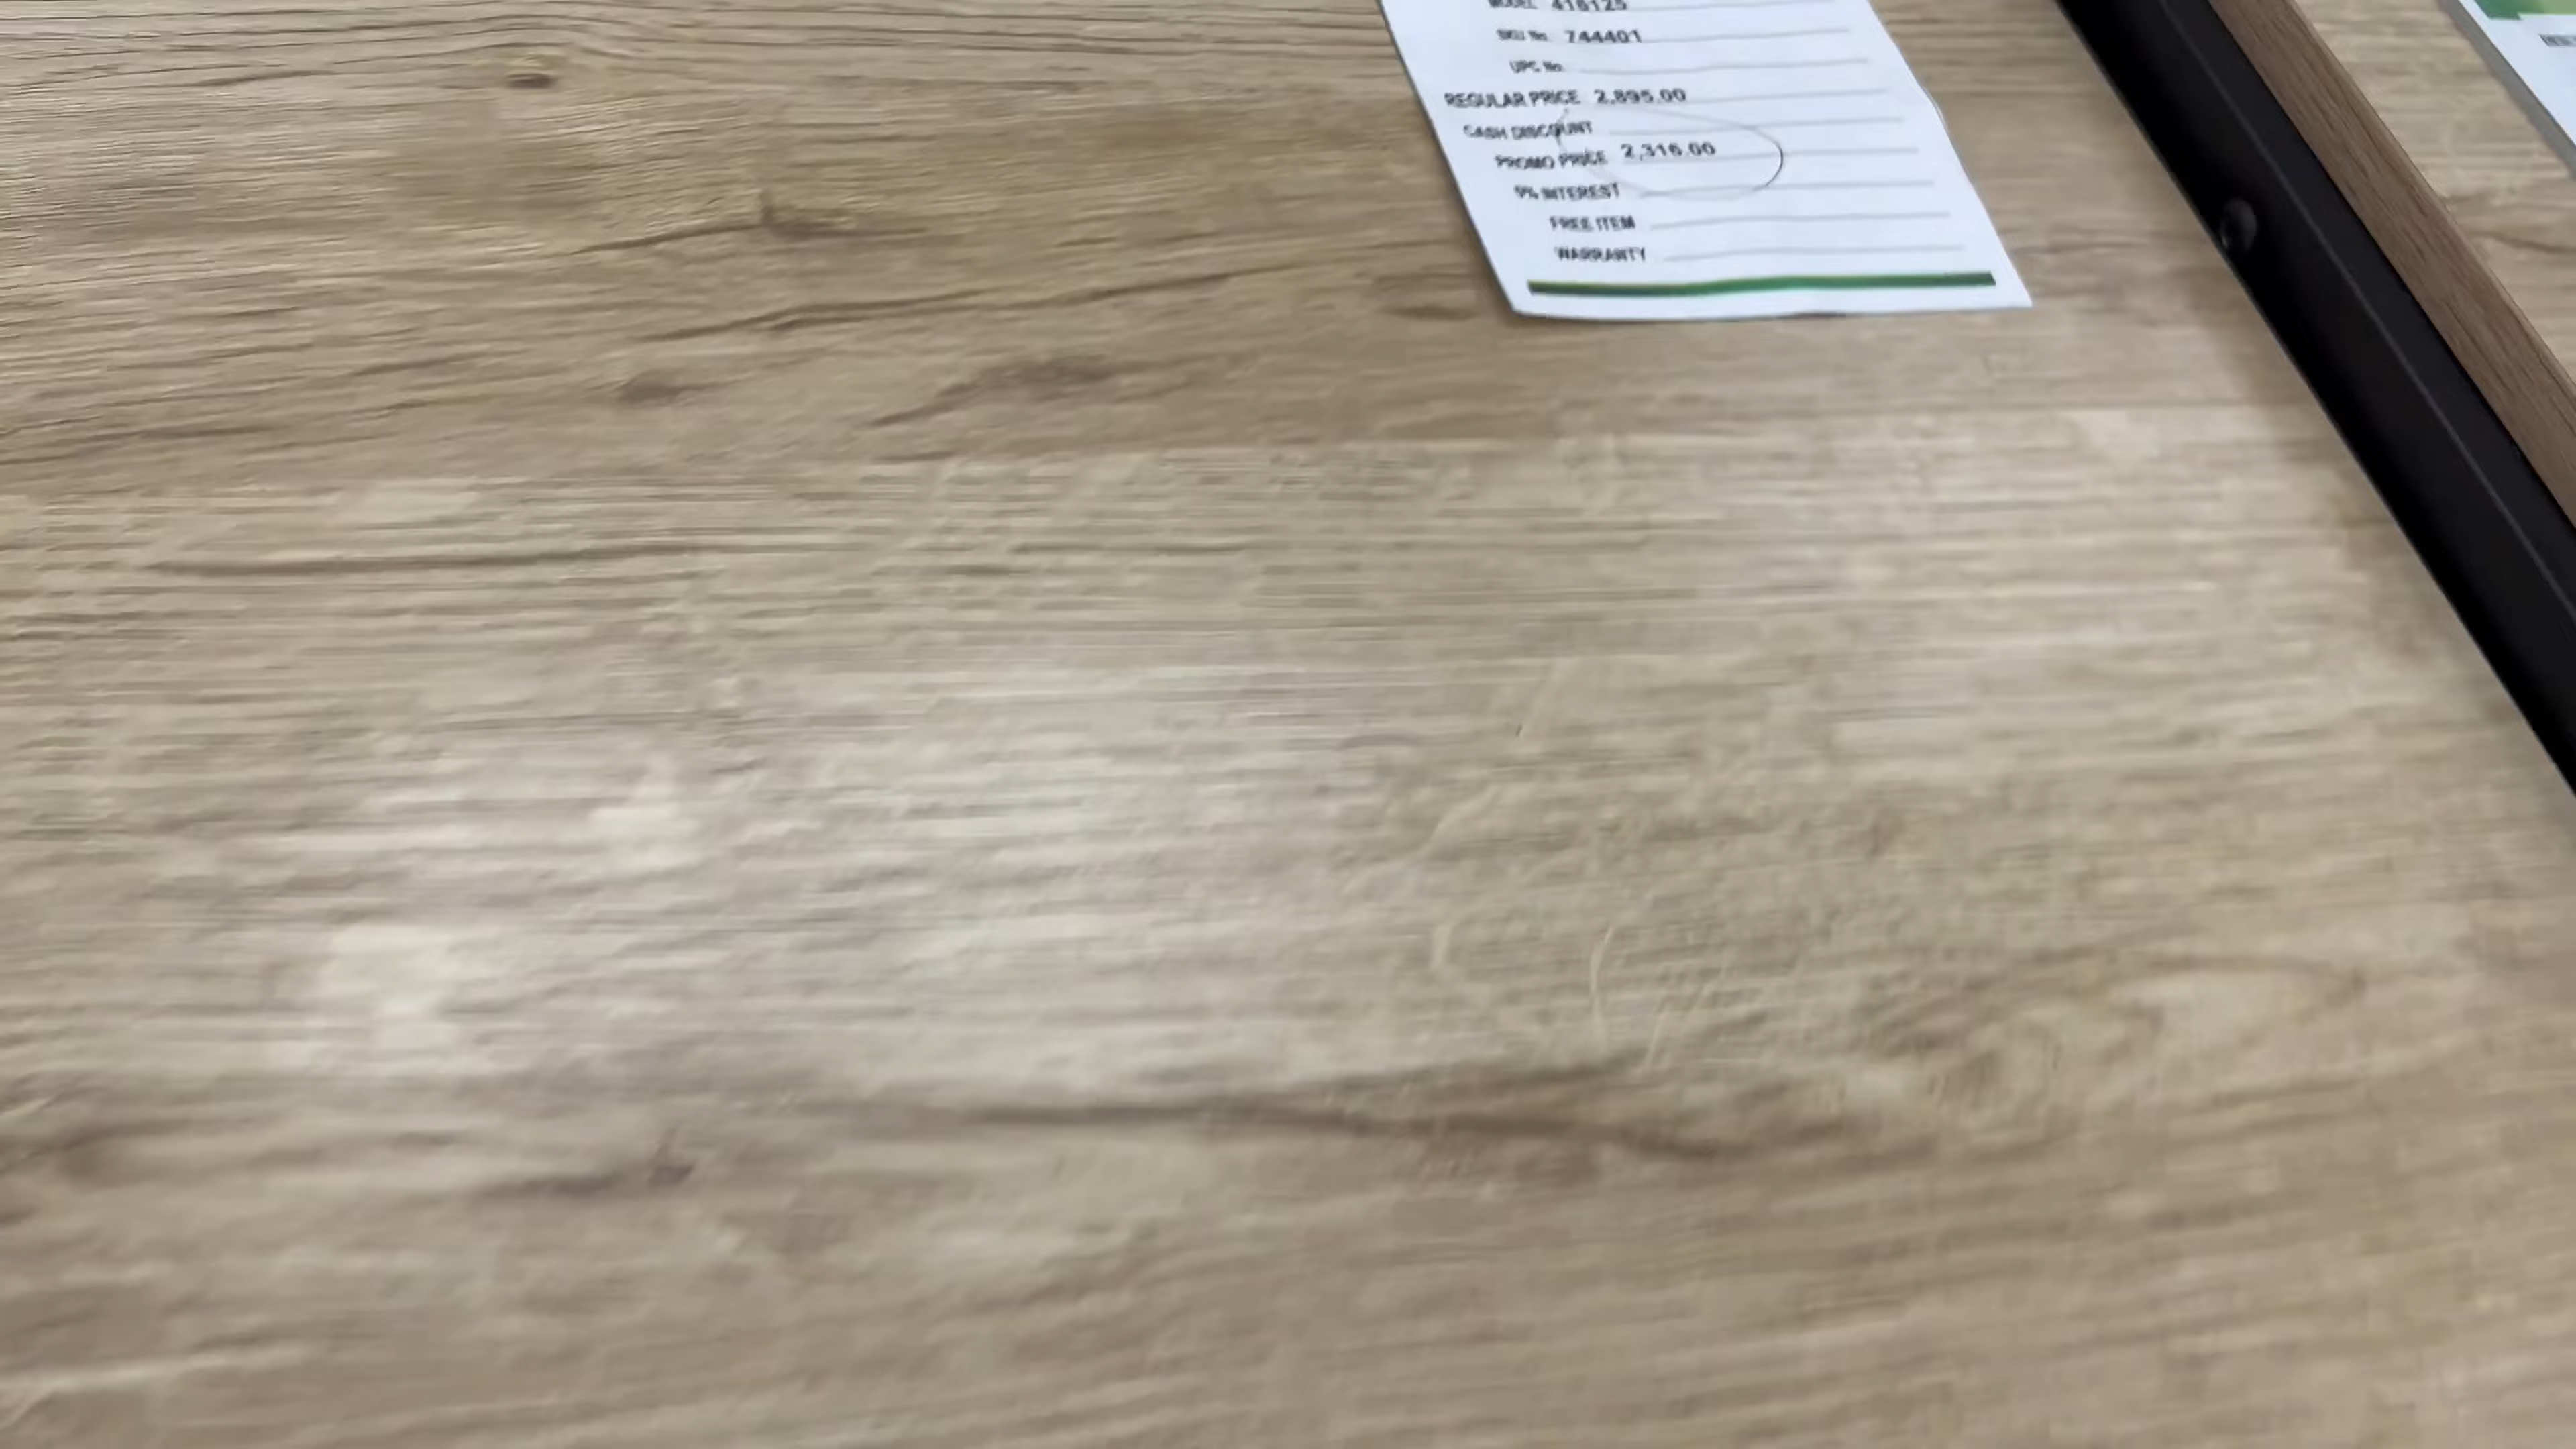 MODEL 416125
SKU No. 744401
UPC No.
REGULAR PRICE 2,895.00
CASH DISCOUNT
PROMO PRICE 2,316.00
0% INTEREST
FREE ITEM
WARRANTY